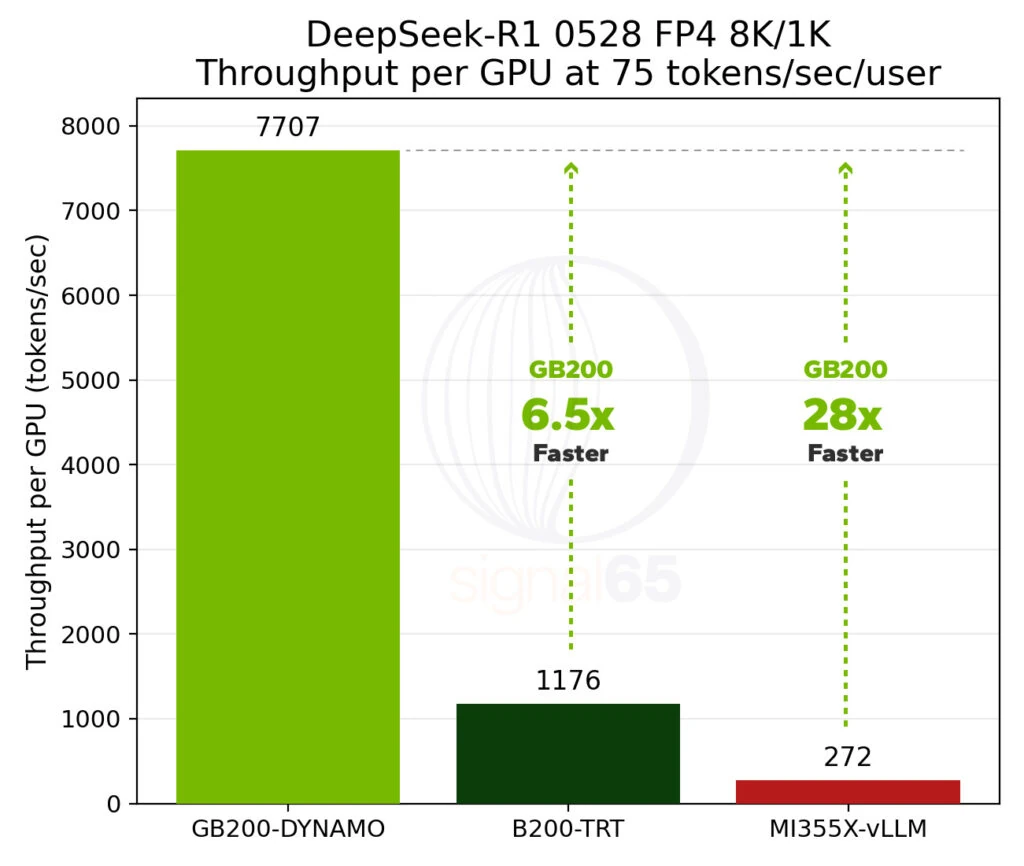 DeepSeek-R1 0528 FP4 8K/1K
Throughput per GPU at 75 tokens/sec/user
Throughput per GPU (tokens/sec)
8000
7000
6000
5000
4000
3000
2000
1000
0
7707
GB200
6.5x
Faster
GB200
28x
Faster
signal65
1176
272
GB200-DYNAMO
B200-TRT
MI355X-vLLM